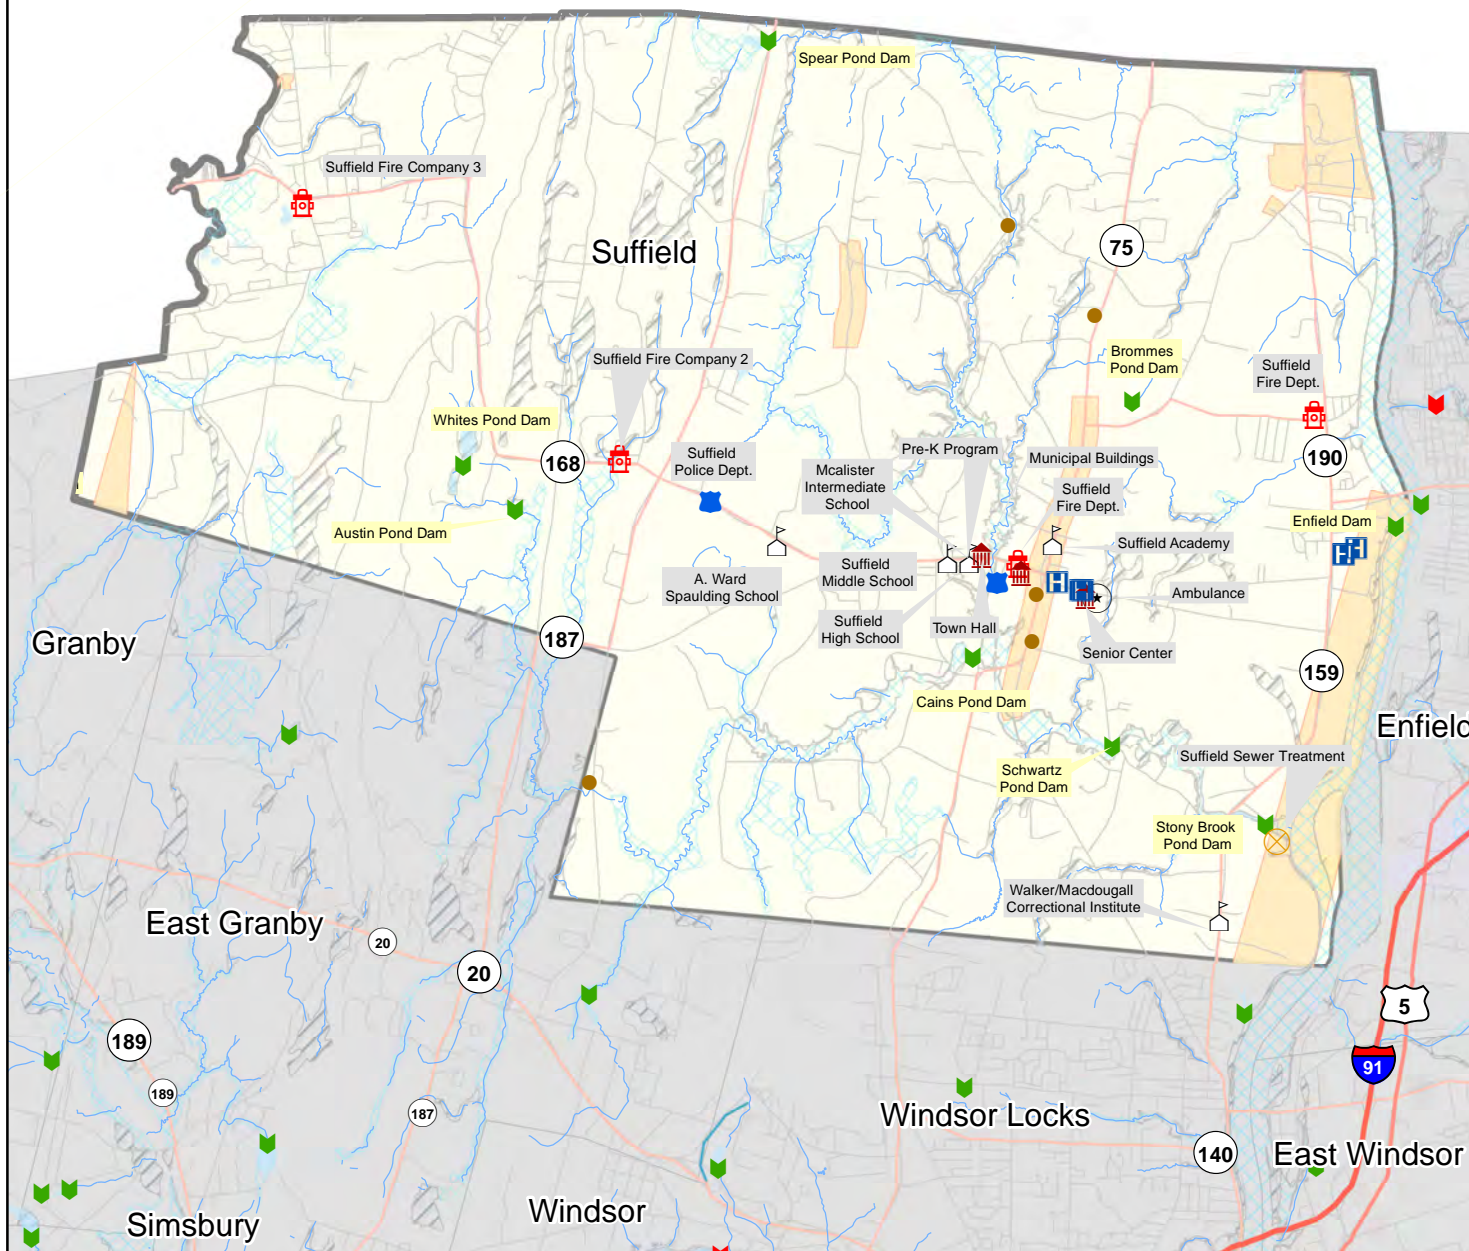 Spear Pond Dam
Suffield Fire Company 3
Suffield
75
Suffield Fire Company 2
Brommes
Pond Dam
Suffield
Fire Dept.
Whites Pond Dam
168
Suffield
Police Dept.
Pre-K Program
Mcalister
Intermediate
School
Municipal Buildings
190
Suffield
Fire Dept.
Austin Pond Dam
Enfield Dam
Suffield Academy
H
H
A. Ward
Spaulding School
Suffield
Middle School
H
H
Ambulance
Suffield
High School
Town Hall
Granby
187
Senior Center
159
Cains Pond Dam
Enfield
Suffield Sewer Treatment
Schwartz
Pond Dam
Stony Brook
Pond Dam
Walker/Macdougall
Correctional Institute
East Granby
20
20
5
189
91
189
187
Windsor Locks
140
East Windsor
Windsor
Simsbury